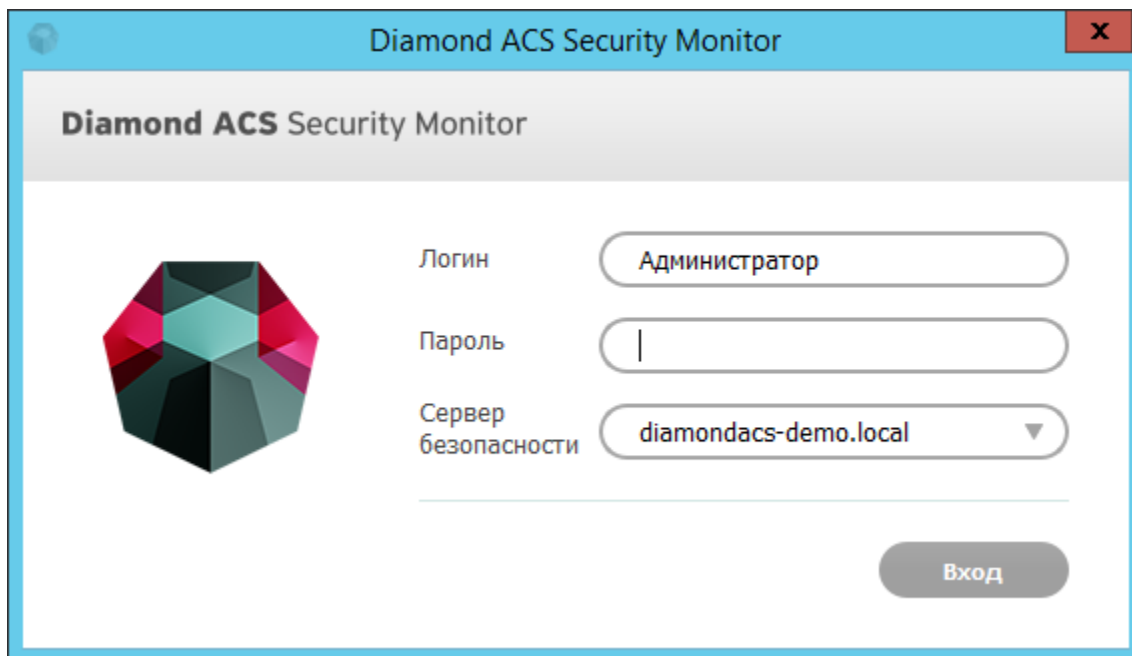 Diamond ACS Security Monitor
x
Diamond ACS Security Monitor
Логин
Администратор
Пароль
Сервер
безопасности
diamondacs-demo.local
Вход